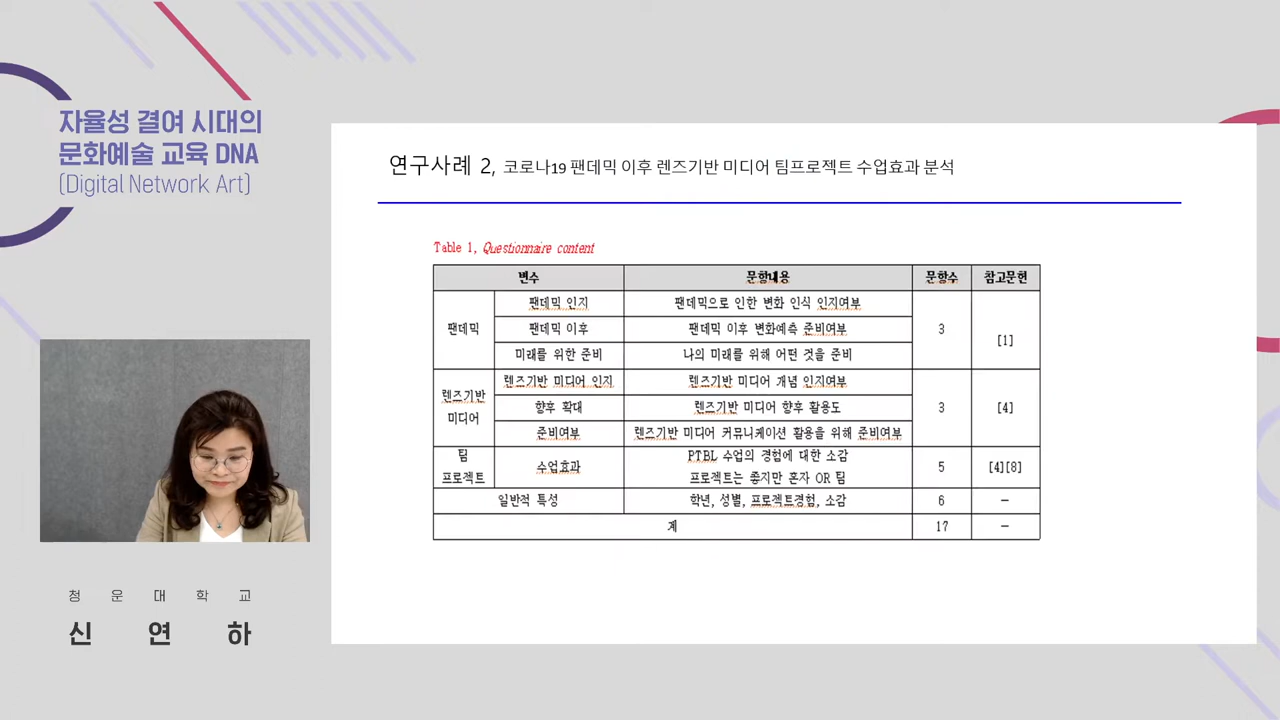 자율성 결여 시대의
문화예술 교육 DNA
(Digital Network Art)
연구사례 2, 코로나19 팬데믹 이후 렌즈기반 미디어 팀프로젝트 수업효과 분석
Table 1, Questionnaire content
변수 문항내용 문항수 참고문헌
팬데믹 팬데믹 인지 팬데믹으로 인한 변화 인식 인지여부 3 [1]
팬데믹 이후 팬데믹 이후 변화예측 준비여부
미래를 위한 준비 나의 미래를 위해 어떤 것을 준비
렌즈기반 미디어 렌즈기반 미디어 인지 렌즈기반 미디어 개념 인지여부 3 [4]
향후 확대 렌즈기반 미디어 향후 활용도
준비여부 렌즈기반 미디어 커뮤니케이션 활용을 위해 준비여부
팀 프로젝트 수업효과 PTBL 수업의 경험에 대한 소감 5 [4][8]
프로젝트는 좋지만 혼자 OR 팀
일반적 특성 학년, 성별, 프로젝트경험, 소감 6 –
계 17 –
청운대학교
신연하